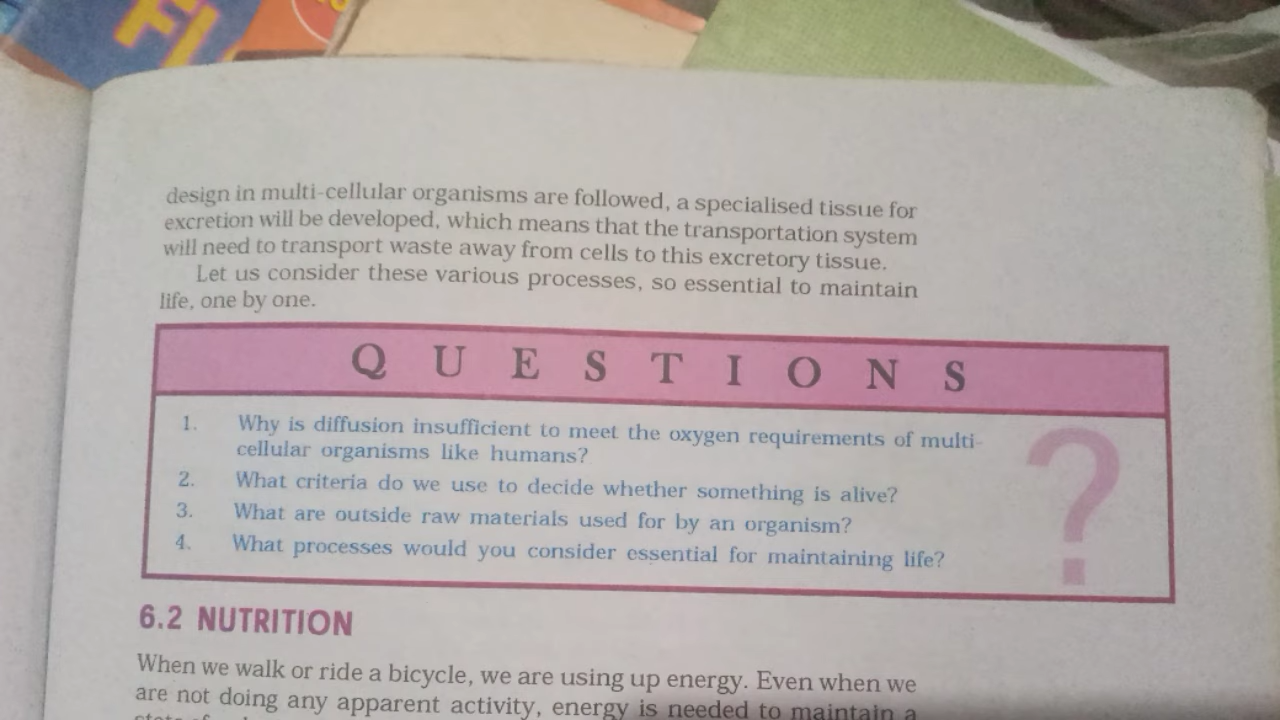 design in multi-cellular organisms are followed, a specialised tissue for
excretion will be developed, which means that the transportation system
will need to transport waste away from cells to this excretory tissue.
Let us consider these various processes, so essential to maintain
life, one by one.
QUESTIONS
1. Why is diffusion insufficient to meet the oxygen requirements of multi-
cellular organisms like humans?
2. What criteria do we use to decide whether something is alive?
3. What are outside raw materials used for by an organism?
4. What processes would you consider essential for maintaining life?
?
6.2 NUTRITION
When we walk or ride a bicycle, we are using up energy. Even when we
are not doing any apparent activity, energy is needed to maintain a